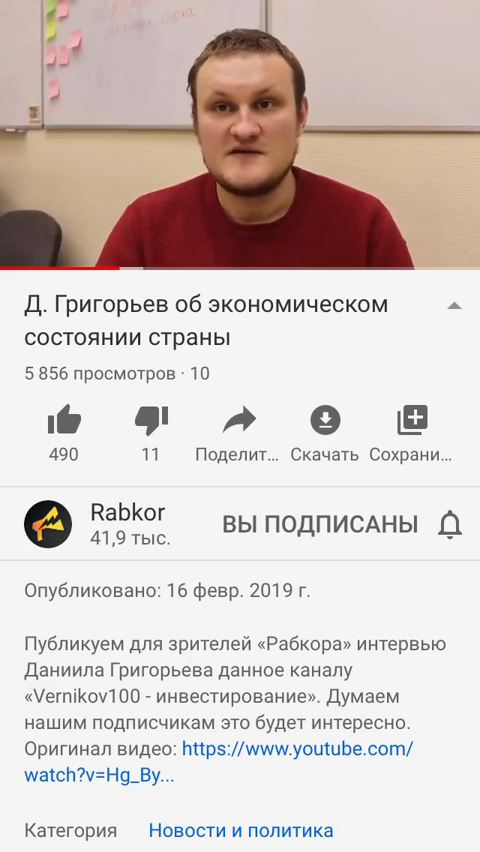 Д. Григорьев об экономическом
состоянии страны
5 856 просмотров · 10
490 11 Поделит... Скачать Сохрани...
Rabkor
41,9 тыс.
ВЫ ПОДПИСАНЫ
Опубликовано: 16 февр. 2019 г.
Публикуем для зрителей «Рабкора» интервью
Даниила Григорьева данное каналу
«Vernikov100 - инвестирование». Думаем
нашим подписчикам это будет интересно.
Оригинал видео: https://www.youtube.com/
watch?v=Hg_By...
Категория Новости и политика